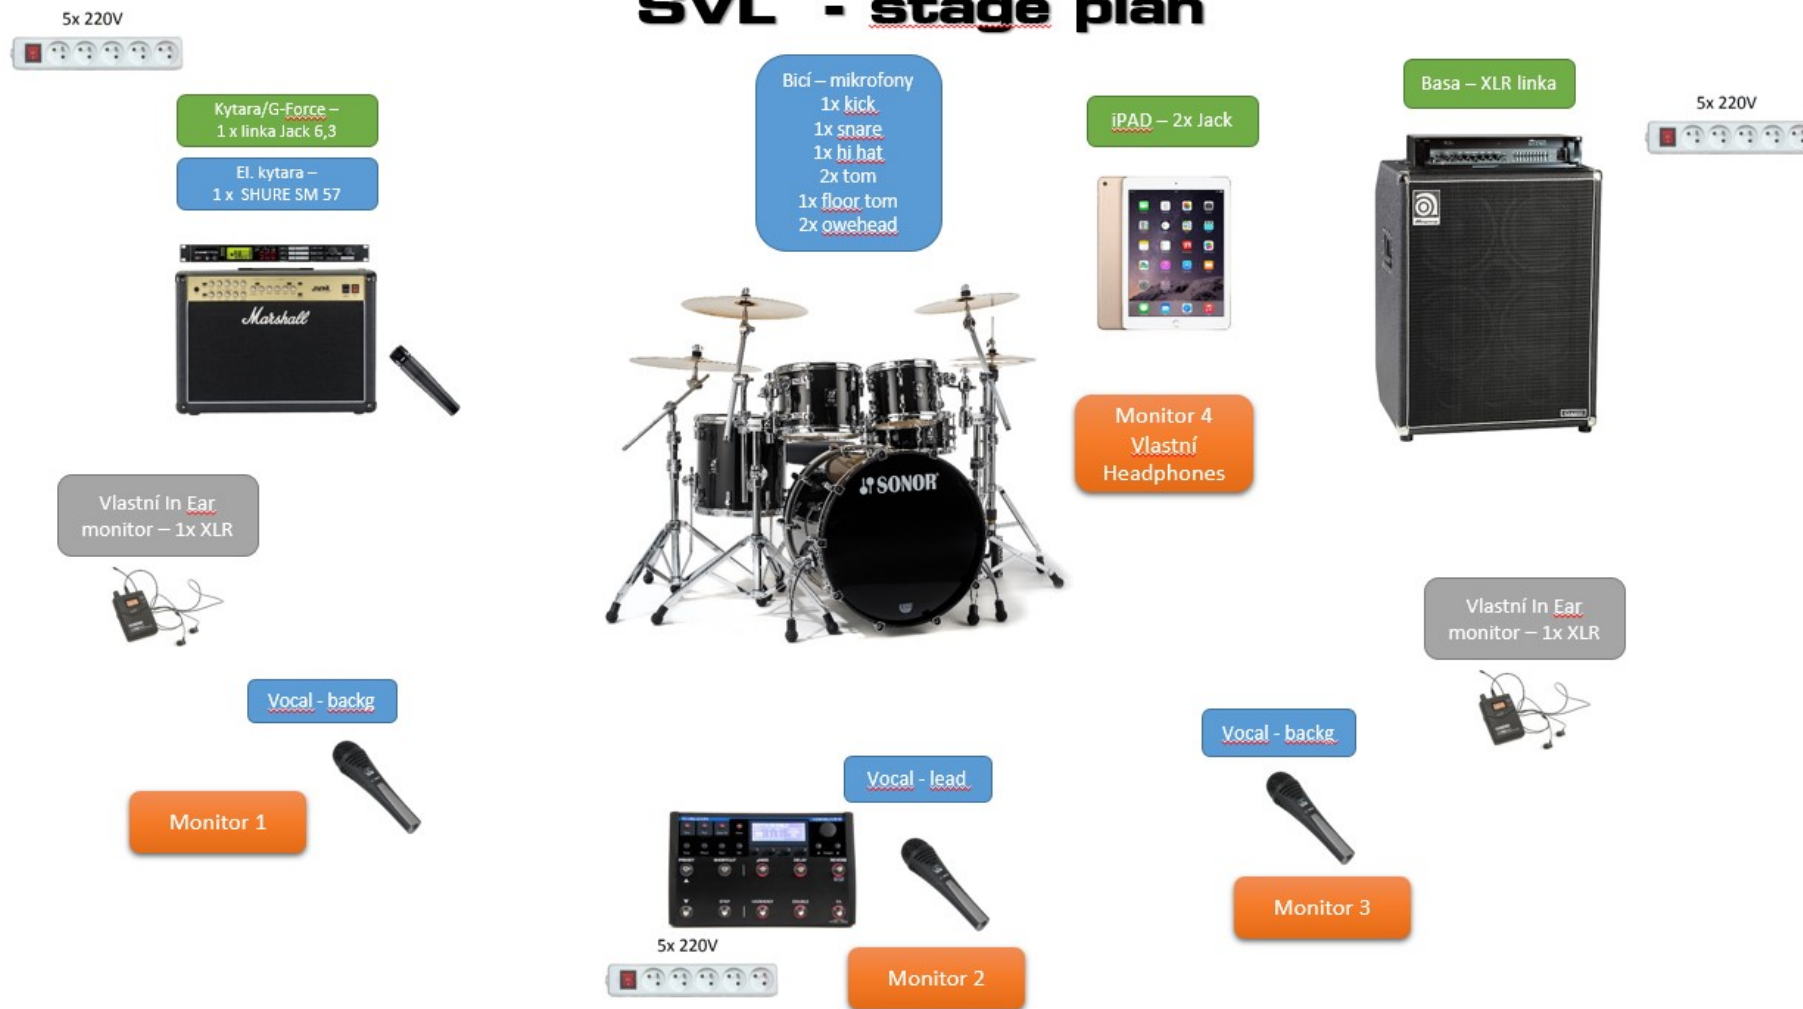 SVL - stage plan
5x 220V
Kytara/G-Force –
1 x linka Jack 6,3
El. kytara –
1 x SHURE SM 57
Marshall
Bicí – mikrofony
1x kick
1x snare
1x hi hat
2x tom
1x floor tom
2x owehead
SONOR
iPAD – 2x Jack
Basa – XLR linka
5x 220V
Monitor 4
Vlastní
Headphones
Vlastní In Ear
monitor – 1x XLR
Vlastní In Ear
monitor – 1x XLR
Vocal - backg
Monitor 1
Vocal - lead
Vocal - backg
Monitor 3
5x 220V
Monitor 2